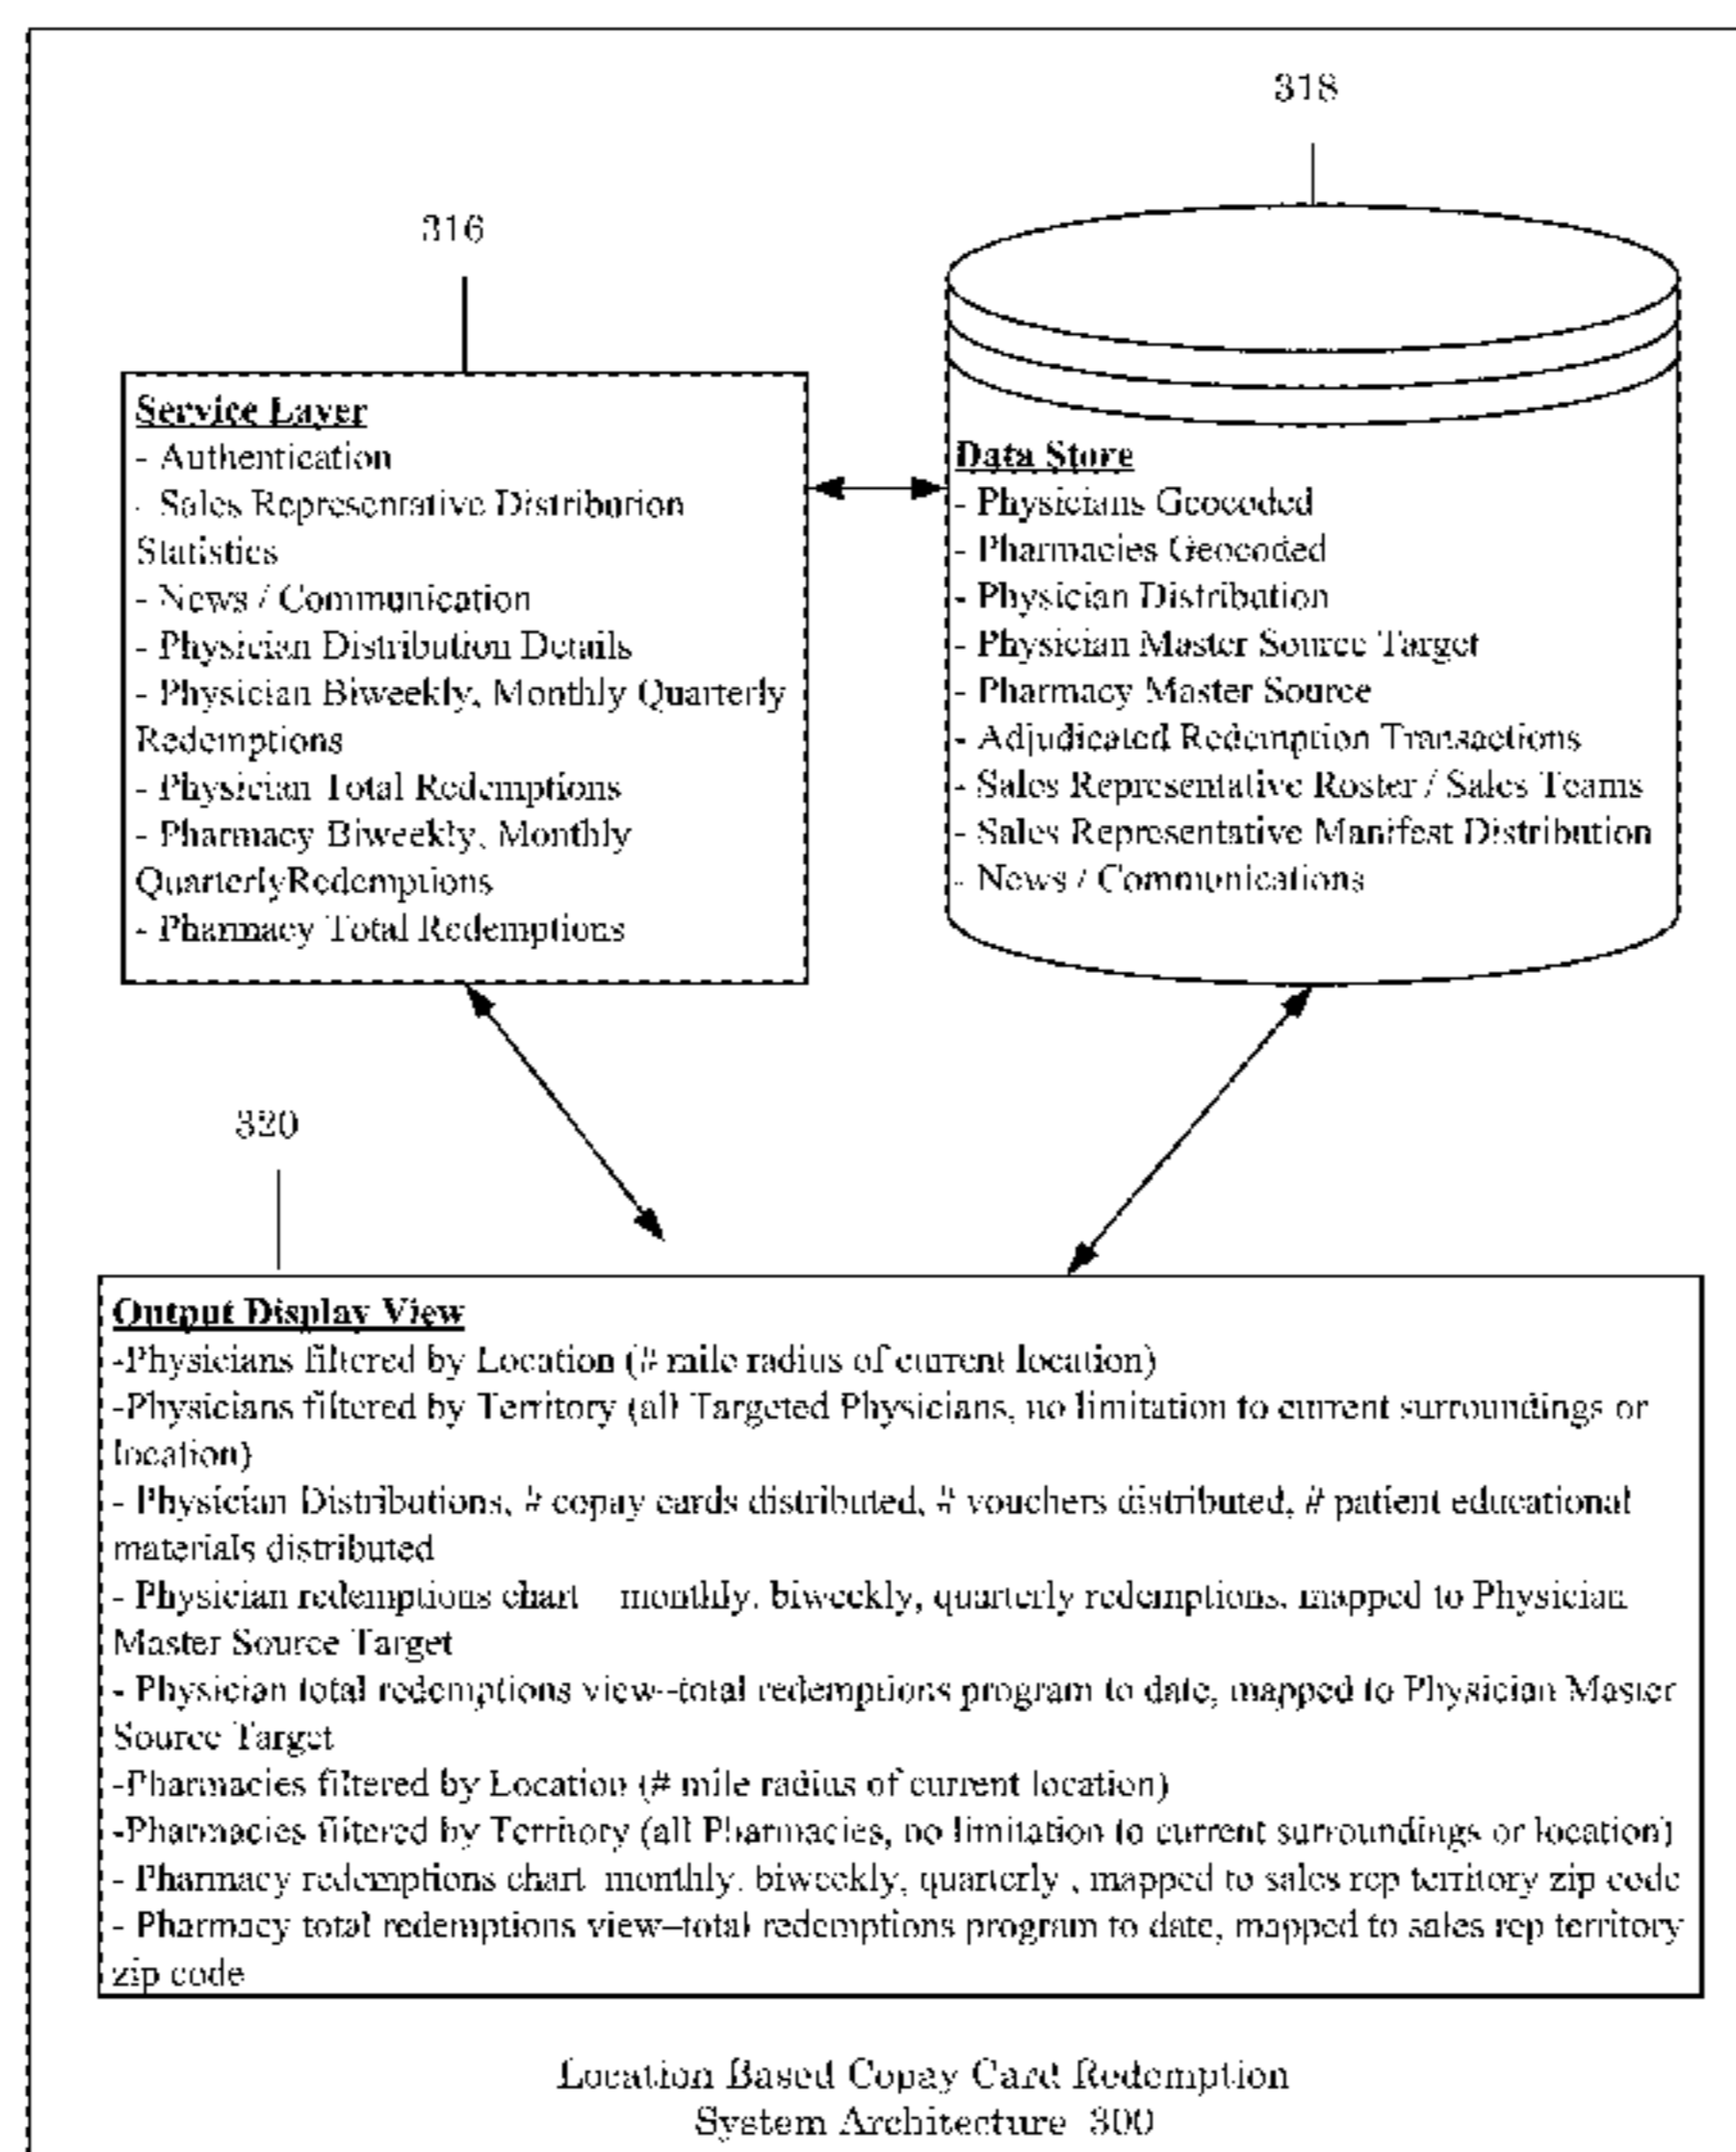 318
316
Service Layer
- Authentication
- Sales Representative Distribution
Statistics
- News / Communication
- Physician Distribution Details
- Physician Biweekly, Monthly Quarterly
Redemptions
- Physician Total Redemptions
- Pharmacy Biweekly, Monthly
QuarterlyRedemptions
- Pharmacy Total Redemptions
Data Store
- Physicians Geocoded
- Pharmacies Geocoded
- Physician Distribution
- Physician Master Source Target
- Pharmacy Master Source
- Adjudicated Redemption Transactions
- Sales Representative Roster / Sales Teams
- Sales Representative Manifest Distribution
- News / Communications
320
Output Display View
-Physicians filtered by Location (# mile radius of current location)
-Physicians filtered by Territory (all Targeted Physicians, no limitation to current surroundings or
location)
- Physician Distributions, # copay cards distributed, # vouchers distributed, # patient educational
materials distributed
- Physician redemptions chart monthly, biweekly, quarterly redemptions, mapped to Physician
Master Source Target
- Physician total redemptions view--total redemptions program to date, mapped to Physician Master
Source Target
-Pharmacies filtered by Location (# mile radius of current location)
-Pharmacies filtered by Territory (all Pharmacies, no limitation to current surroundings or location)
- Pharmacy redemptions chart monthly, biweekly, quarterly , mapped to sales rep territory zip code
- Pharmacy total redemptions view–total redemptions program to date, mapped to sales rep territory
zip code
Location Based Copay Card Redemption
System Architecture 300